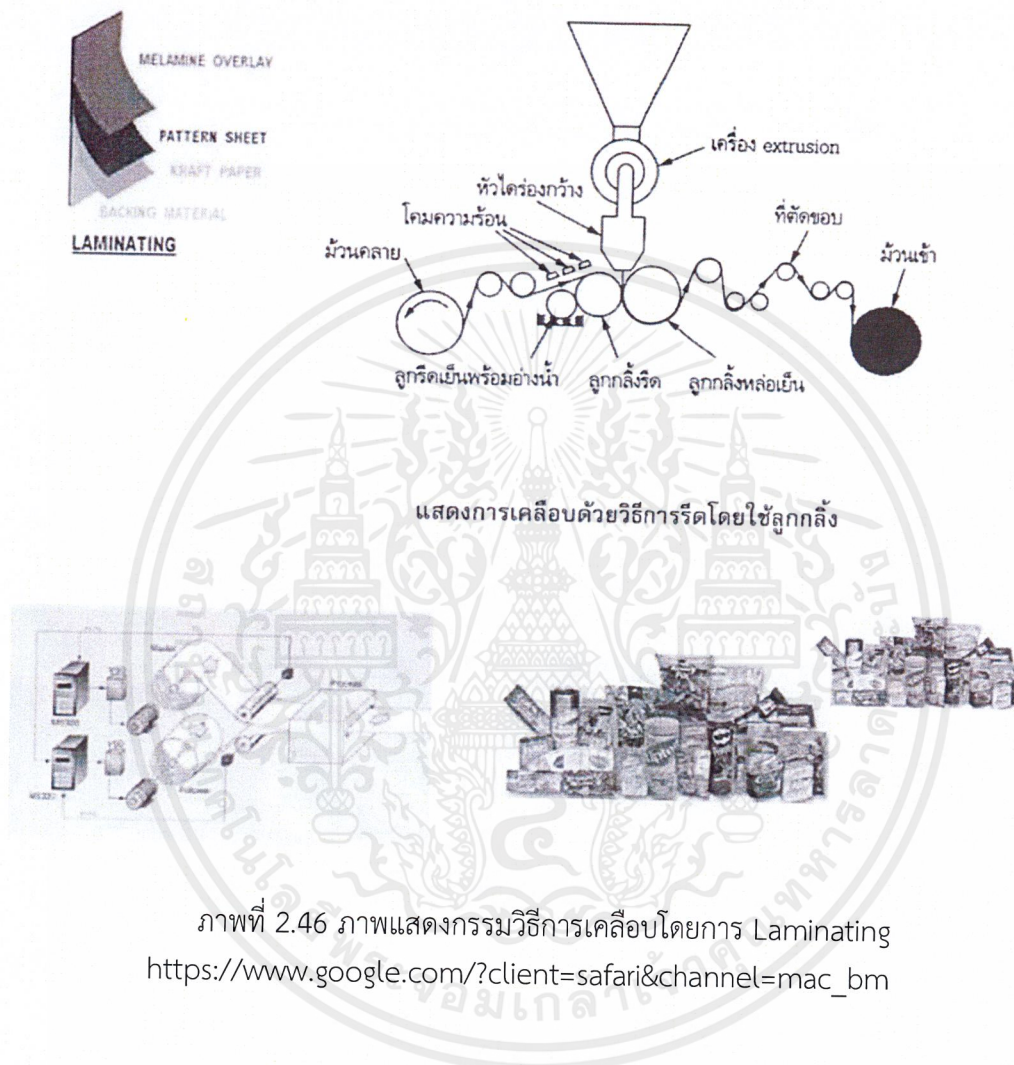 MELAMINE OVERLAY
PATTERN SHEET
KRAFT PAPER
BACKING MATERIAL
LAMINATING
เครื่อง extrusion
หัวไดร่องกว้าง
โคมความร้อน
ม้วนคลาย
ที่ตัดขอบ
ม้วนเข้า
ลูกรีดเย็นพร้อมอ่างน้ำ
ลูกกลิ้งรีด
ลูกกลิ้งหล่อเย็น
แสดงการเคลือบด้วยวิธีการรีดโดยใช้ลูกกลิ้ง
Master
Process
Follower
ภาพที่ 2.46 ภาพแสดงกรรมวิธีการเคลือบโดยการ Laminating
https://www.google.com/?client=safari&channel=mac_bm